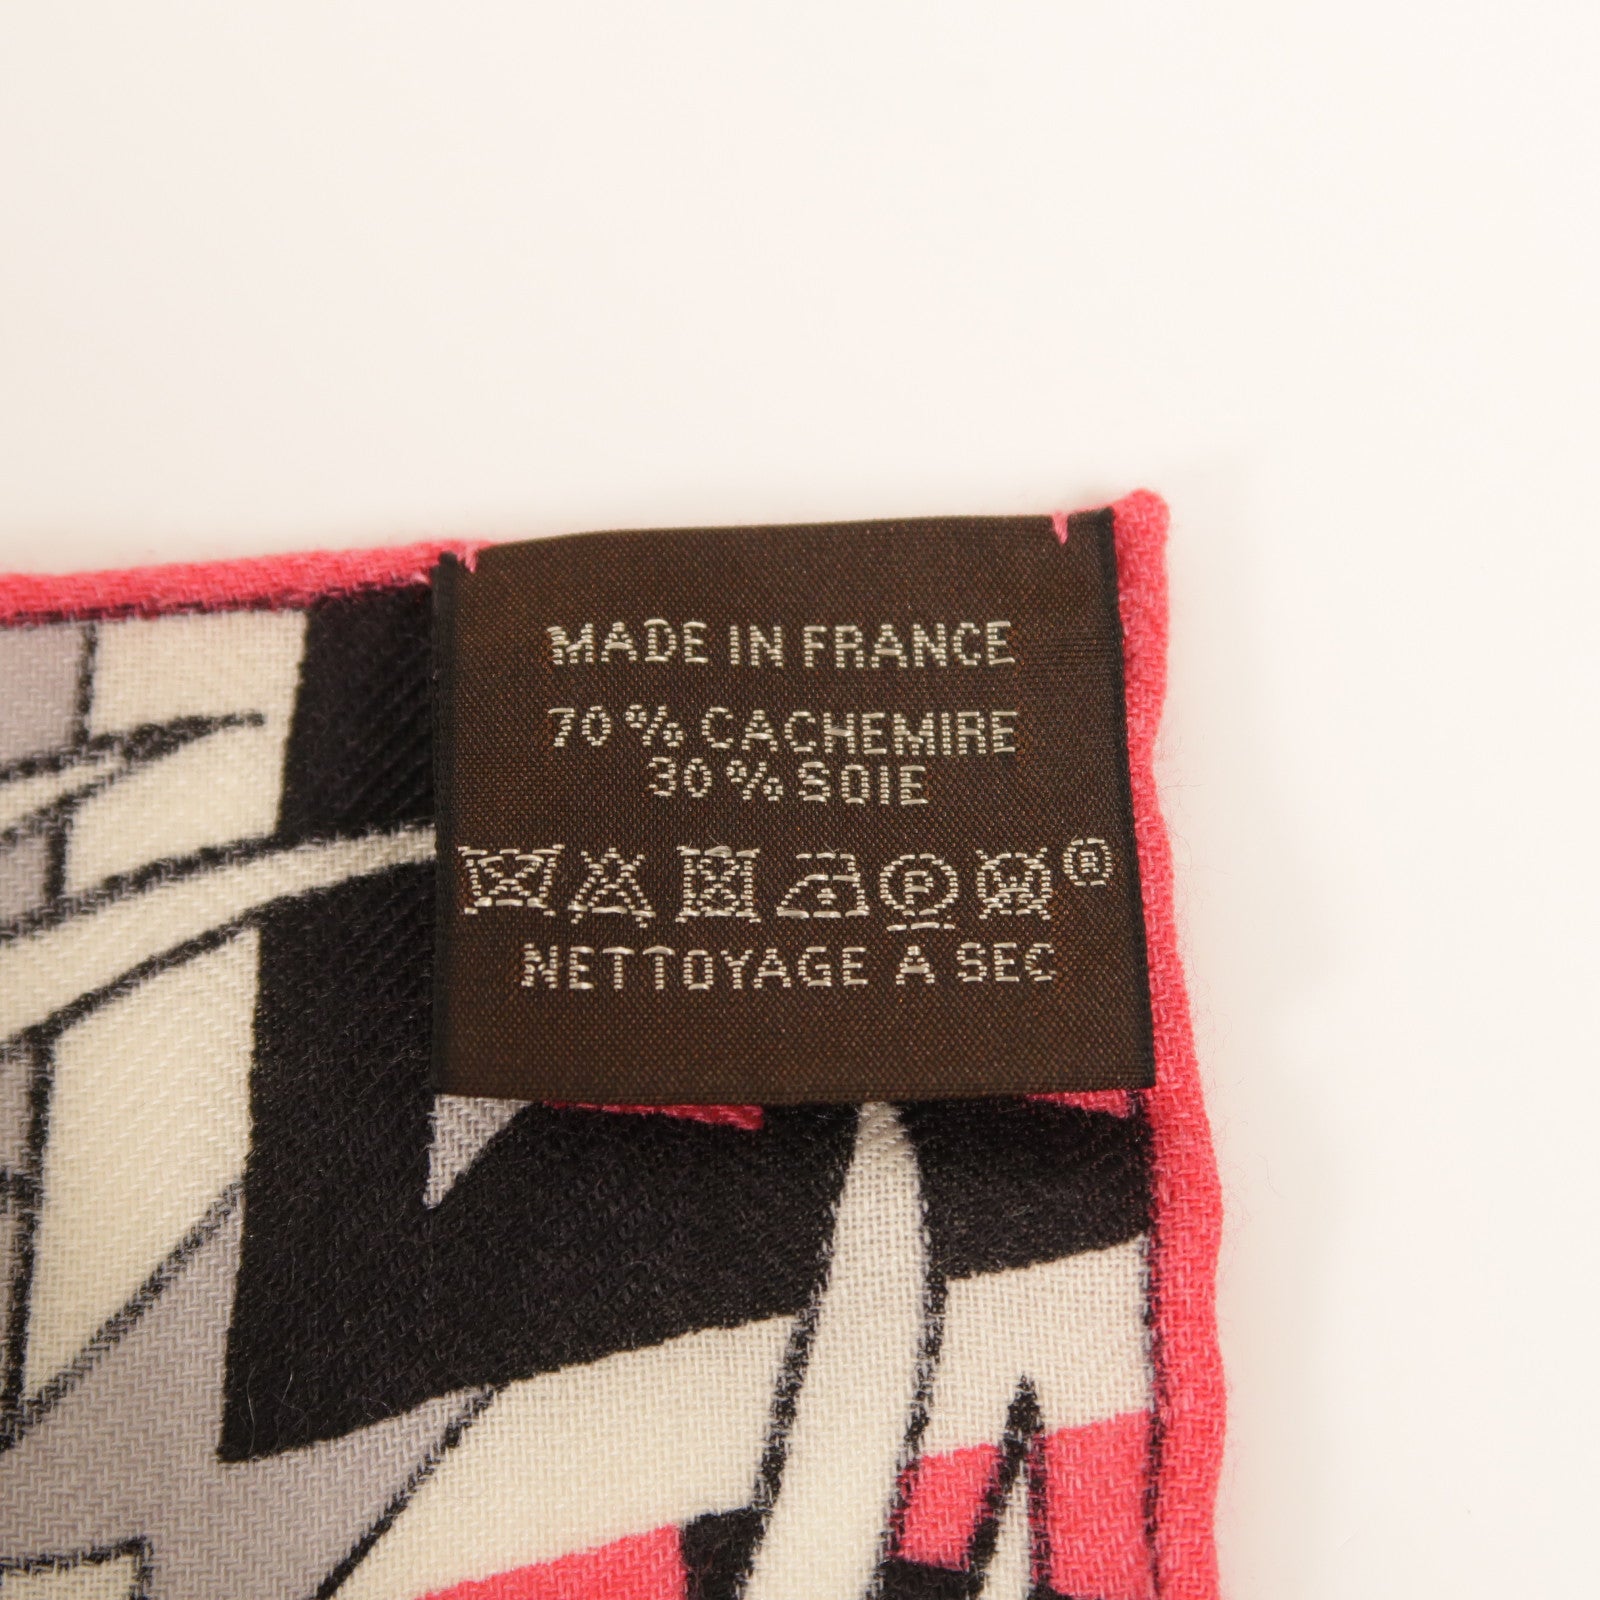 MADE IN FRANCE
70 % CACHEMIRE
30 % SOIE
P W ®
NETTOYAGE A SEC